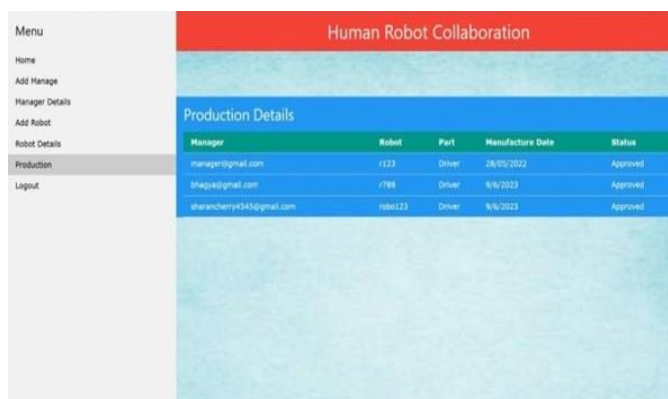 Menu
Home
Add Manage
Manager Details
Add Robot
Robot Details
Production
Logout
Human Robot Collaboration
Production Details
Manager Robot Part Manufacture Date Status
manager@gmail.com r123 Driver 28/05/2022 Approved
bhagya@gmail.com r789 Driver 9/6/2023 Approved
sharancherry4545@gmail.com robo123 Driver 9/6/2023 Approved